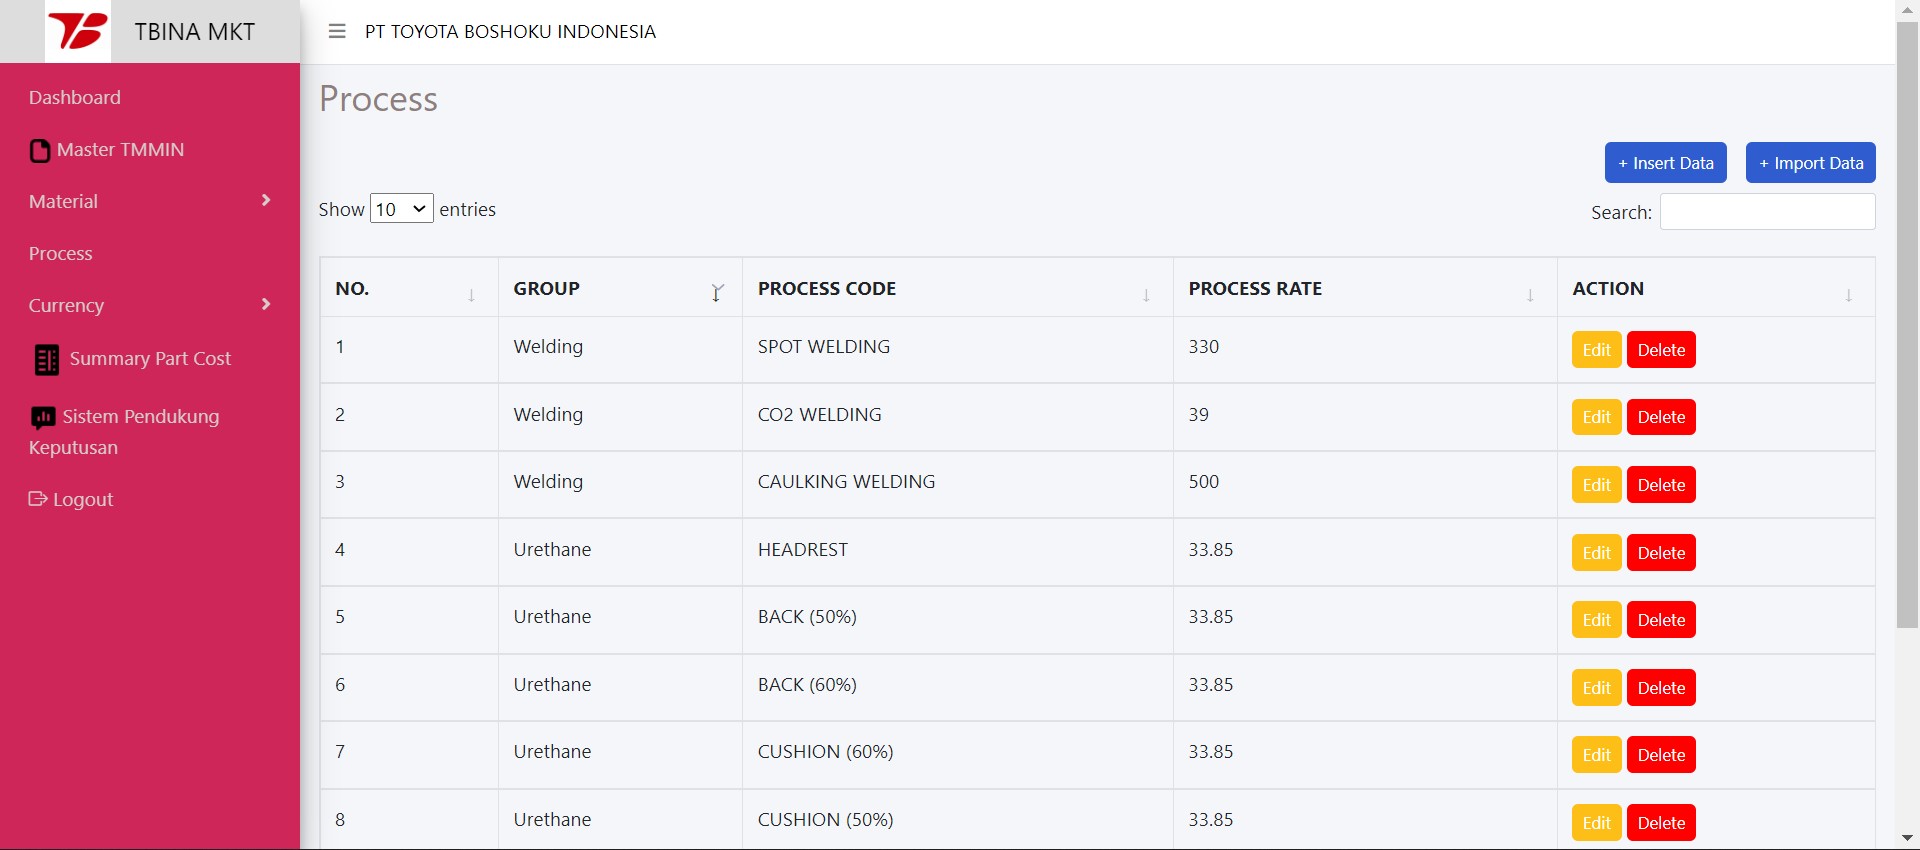 TBINA MKT
PT TOYOTA BOSHOKU INDONESIA
Dashboard
Master TMMIN
Material
Process
Currency
Summary Part Cost
Sistem Pendukung
Keputusan
Logout
Process
+ Insert Data + Import Data
Show 10 entries
Search:
NO. GROUP PROCESS CODE PROCESS RATE ACTION
1 Welding SPOT WELDING 330 Edit Delete
2 Welding CO2 WELDING 39 Edit Delete
3 Welding CAULKING WELDING 500 Edit Delete
4 Urethane HEADREST 33.85 Edit Delete
5 Urethane BACK (50%) 33.85 Edit Delete
6 Urethane BACK (60%) 33.85 Edit Delete
7 Urethane CUSHION (60%) 33.85 Edit Delete
8 Urethane CUSHION (50%) 33.85 Edit Delete